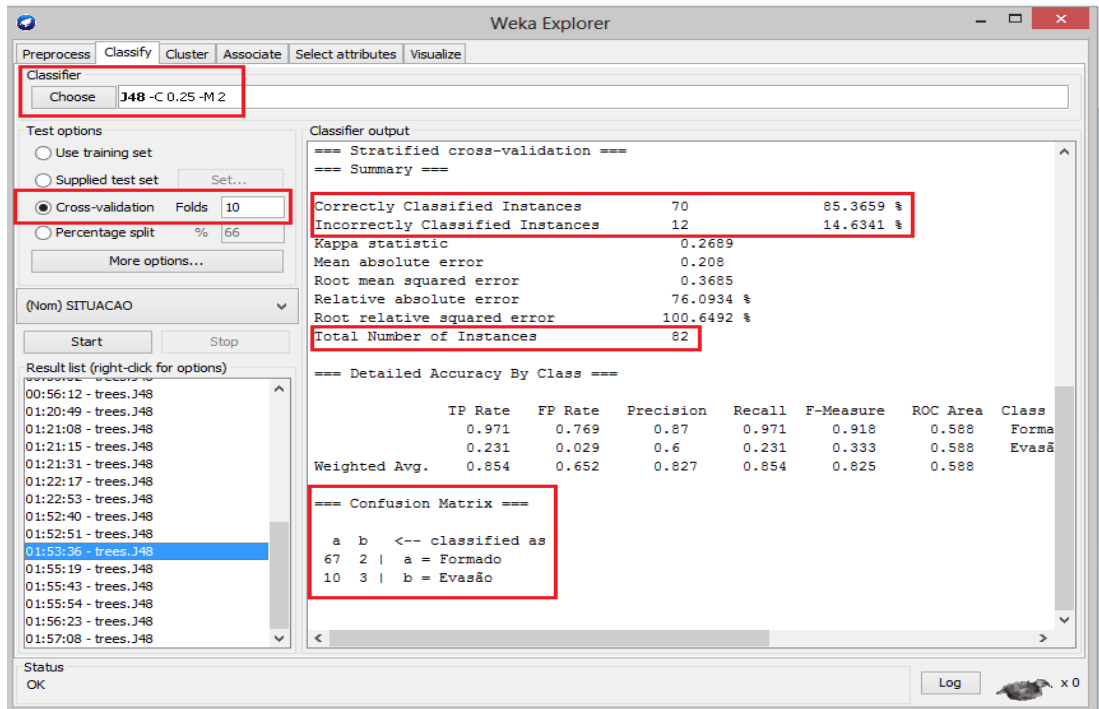 Weka Explorer
Preprocess Classify Cluster Associate Select attributes Visualize
Classifier
Choose J48 -C 0.25 -M 2
Test options
Use training set
Supplied test set Set...
Cross-validation Folds 10
Percentage split % 66
More options...
(Nom) SITUACAO
Start Stop
Result list (right-click for options)
00:56:12 - trees.J48
01:20:49 - trees.J48
01:21:08 - trees.J48
01:21:15 - trees.J48
01:21:31 - trees.J48
01:22:17 - trees.J48
01:22:53 - trees.J48
01:52:40 - trees.J48
01:52:51 - trees.J48
01:53:36 - trees.J48
01:55:19 - trees.J48
01:55:43 - trees.J48
01:55:54 - trees.J48
01:56:23 - trees.J48
01:57:08 - trees.J48
Classifier output
=== Stratified cross-validation ===
=== Summary ===
Correctly Classified Instances 70 85.3659 %
Incorrectly Classified Instances 12 14.6341 %
Kappa statistic 0.2689
Mean absolute error 0.208
Root mean squared error 0.3685
Relative absolute error 76.0934 %
Root relative squared error 100.6492 %
Total Number of Instances 82
=== Detailed Accuracy By Class ===
TP Rate FP Rate Precision Recall F-Measure ROC Area Class
0.971 0.769 0.87 0.971 0.918 0.588 Forma
0.231 0.029 0.6 0.231 0.333 0.588 Evasã
Weighted Avg. 0.854 0.652 0.827 0.854 0.825 0.588
=== Confusion Matrix ===
a b <-- classified as
67 2 | a = Formado
10 3 | b = Evasão
Status
OK
Log x 0